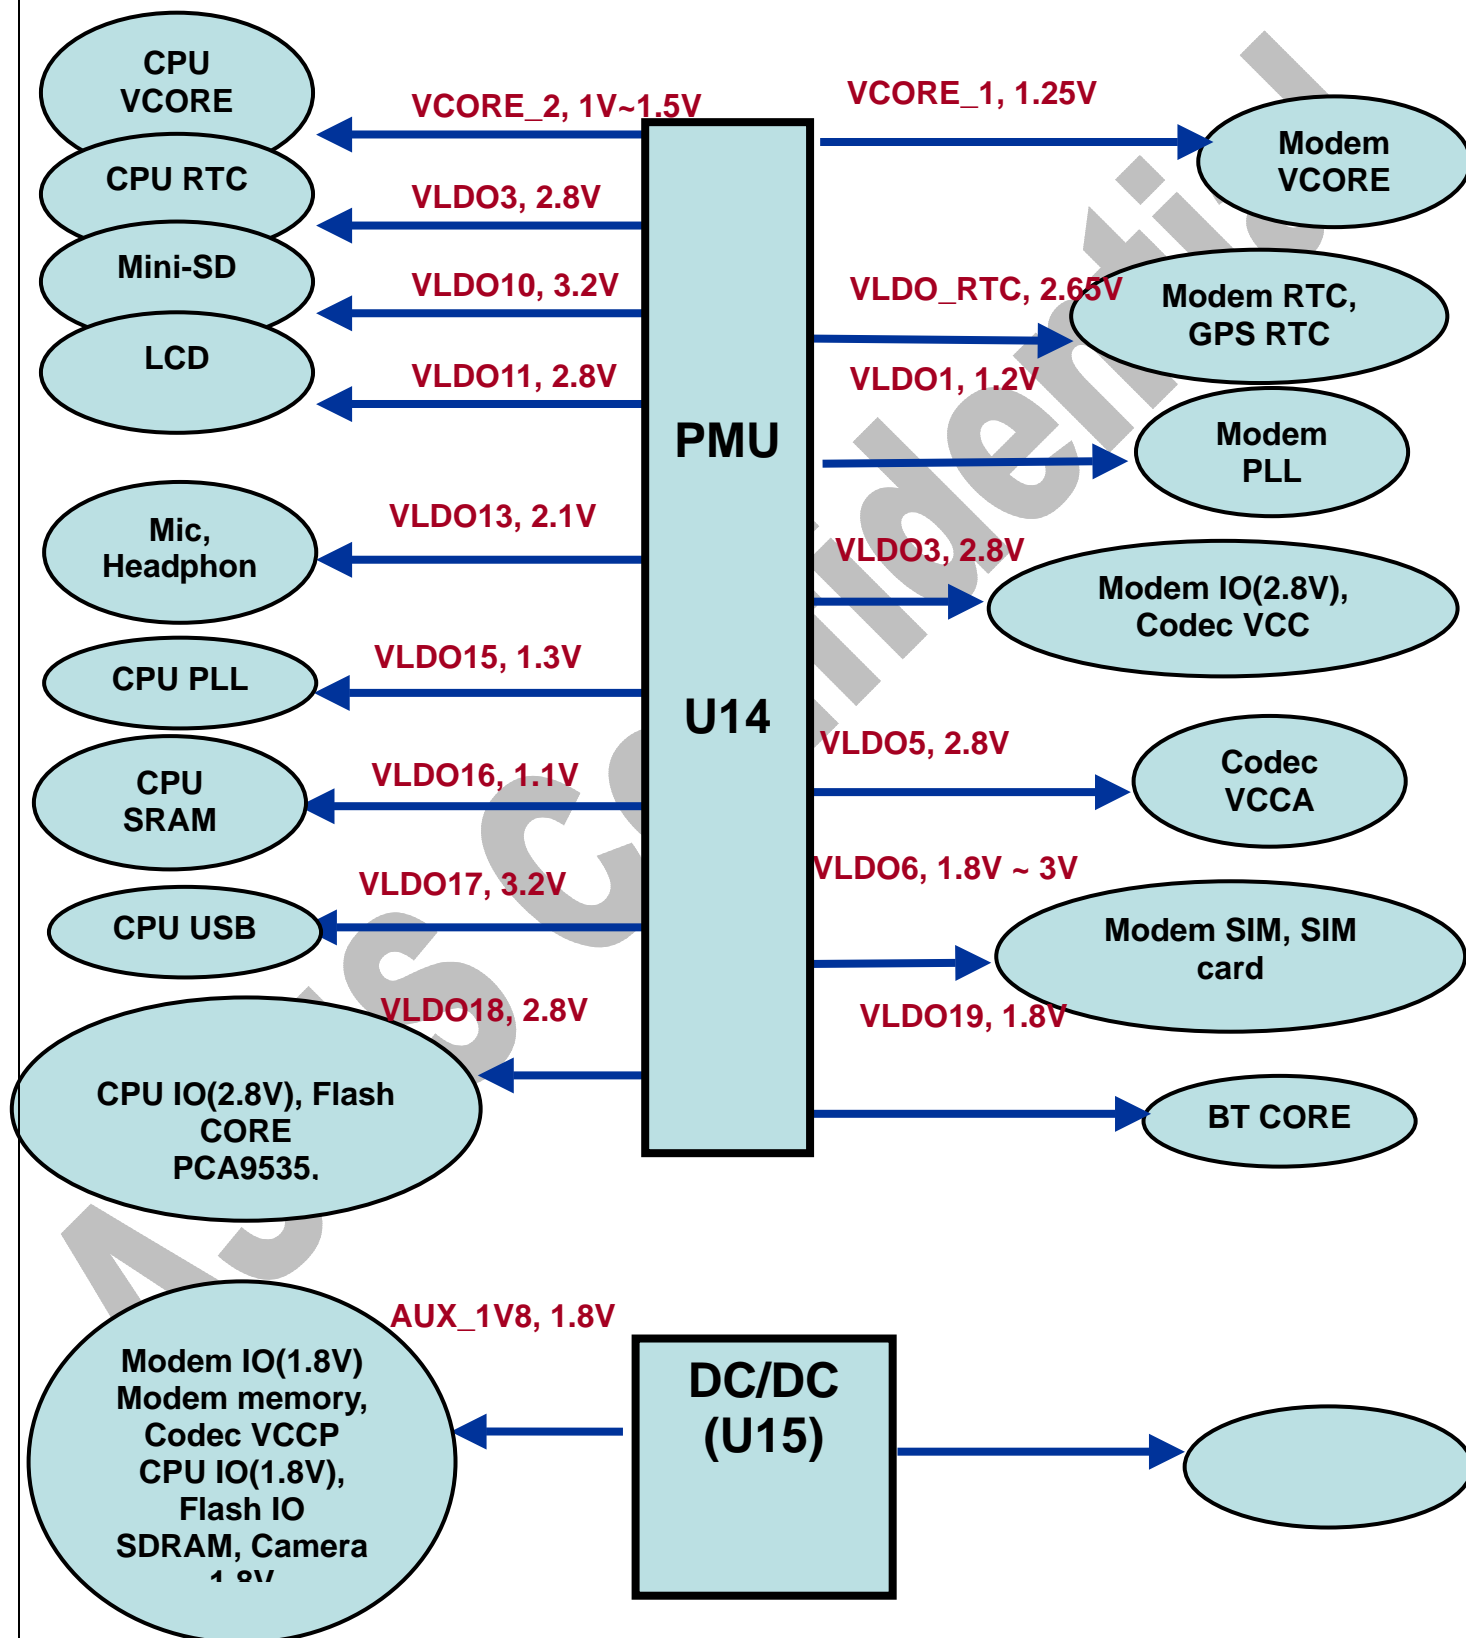 CPU
VCORE
VCORE_2, 1V~1.5V
CPU RTC
VLDO3, 2.8V
Mini-SD
VLDO10, 3.2V
LCD
VLDO11, 2.8V
Mic,
Headphon
VLDO13, 2.1V
CPU PLL
VLDO15, 1.3V
CPU
SRAM
VLDO16, 1.1V
CPU USB
VLDO17, 3.2V
VLDO18, 2.8V
CPU IO(2.8V), Flash
CORE
PCA9535,
PMU
U14
VCORE_1, 1.25V
Modem
VCORE
VLDO_RTC, 2.65V
Modem RTC,
GPS RTC
VLDO1, 1.2V
Modem
PLL
VLDO3, 2.8V
Modem IO(2.8V),
Codec VCC
VLDO5, 2.8V
Codec
VCCA
VLDO6, 1.8V ~ 3V
Modem SIM, SIM
card
VLDO19, 1.8V
BT CORE
AUX_1V8, 1.8V
Modem IO(1.8V)
Modem memory,
Codec VCCP
CPU IO(1.8V),
Flash IO
SDRAM, Camera
1.8V
DC/DC
(U15)
Asus Confidential